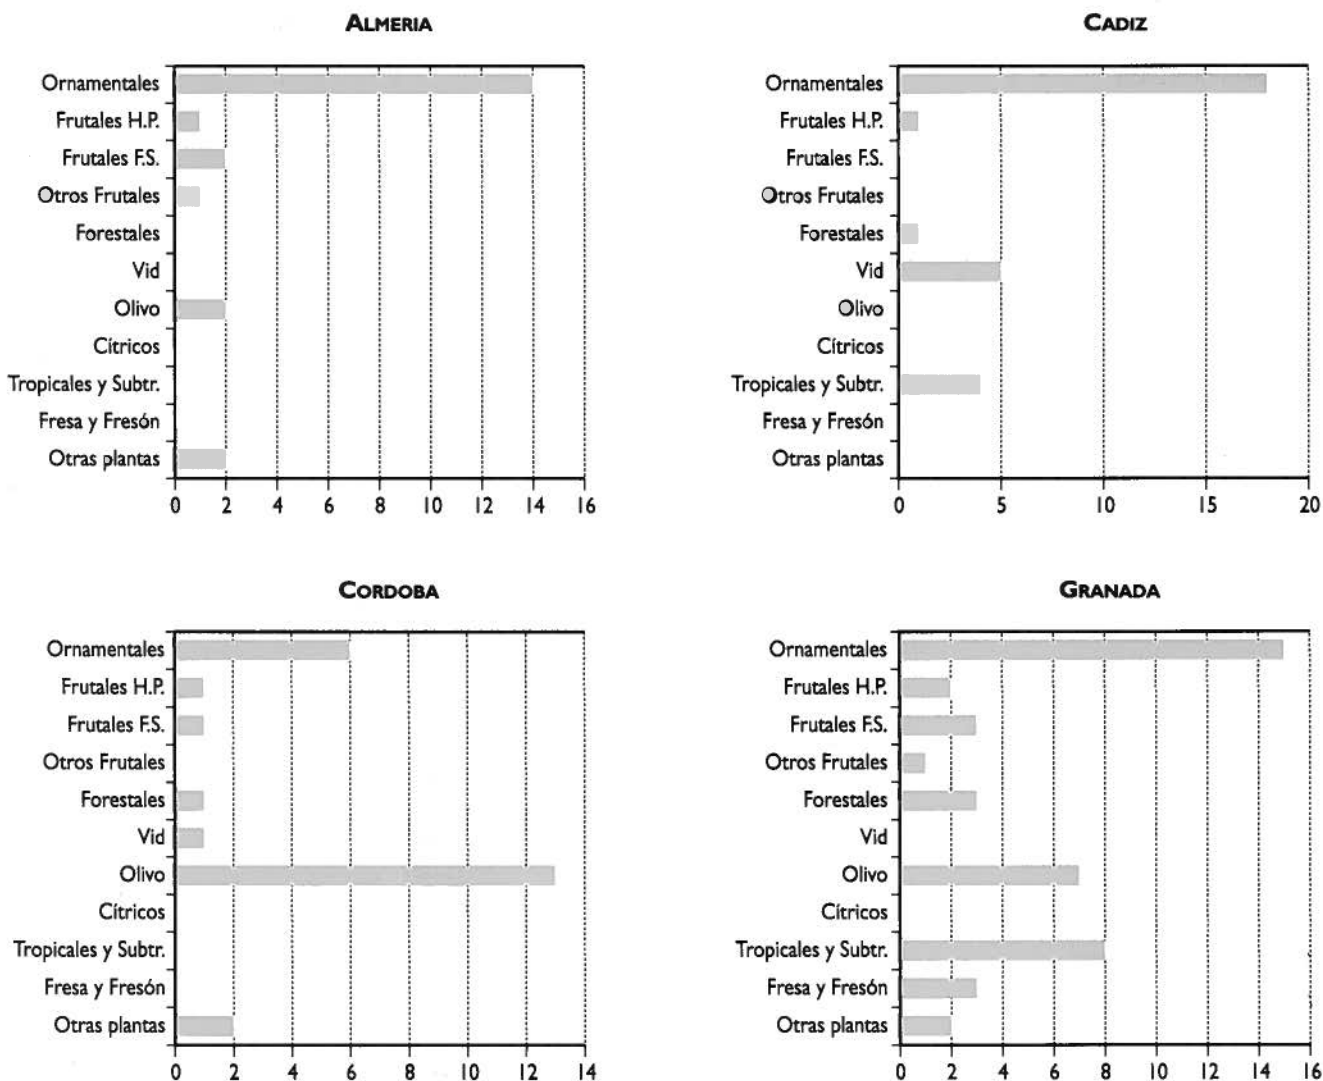 ALMERIA
Ornamentales
Frutales H.P.
Frutales F.S.
Otros Frutales
Forestales
Vid
Olivo
Cítricos
Tropicales y Subtr.
Fresa y Fresón
Otras plantas
0 2 4 6 8 10 12 14 16
CADIZ
Ornamentales
Frutales H.P.
Frutales F.S.
Otros Frutales
Forestales
Vid
Olivo
Cítricos
Tropicales y Subtr.
Fresa y Fresón
Otras plantas
0 5 10 15 20
CORDOBA
Ornamentales
Frutales H.P.
Frutales F.S.
Otros Frutales
Forestales
Vid
Olivo
Cítricos
Tropicales y Subtr.
Fresa y Fresón
Otras plantas
0 2 4 6 8 10 12 14
GRANADA
Ornamentales
Frutales H.P.
Frutales F.S.
Otros Frutales
Forestales
Vid
Olivo
Cítricos
Tropicales y Subtr.
Fresa y Fresón
Otras plantas
0 2 4 6 8 10 12 14 16